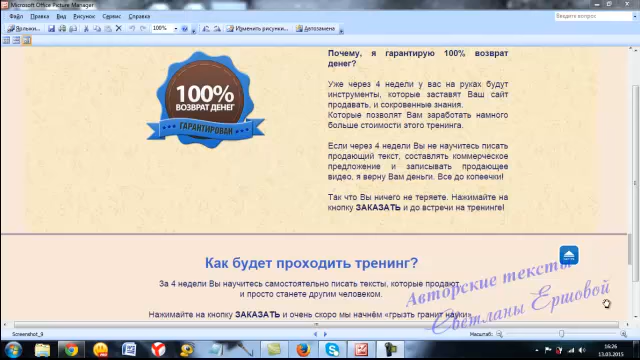 Microsoft Office Picture Manager
Файл Правка Вид Рисунок Сервис Справка
Введите вопрос
Ярлыки... 100% Изменить рисунки... Автозамена
Почему, я гарантирую 100% возврат
денег?
100%
ВОЗВРАТ ДЕНЕГ
ГАРАНТИРОВАН
Уже через 4 недели у вас на руках будут
инструменты, которые заставят Ваш сайт
продавать, и сокровенные знания.
Которые позволят Вам заработать намного
больше стоимости этого тренинга.
Если через 4 недели Вы не научитесь писать
продающий текст, составлять коммерческое
предложение и записывать продающее
видео, я верну Вам деньги. Все до копеечки!
Так что Вы ничего не теряете. Нажимайте на
кнопку ЗАКАЗАТЬ и до встречи на тренинге!
Как будет проходить тренинг?
За 4 недели Вы научитесь самостоятельно писать тексты, которые продают
и просто станете другим человеком.
Нажимайте на кнопку ЗАКАЗАТЬ и очень скоро мы начнём «грызть гранит науки»
Авторские тексты
Светланы Ершовой
Screenshot_9
Масштаб:
16:26
13.03.2015